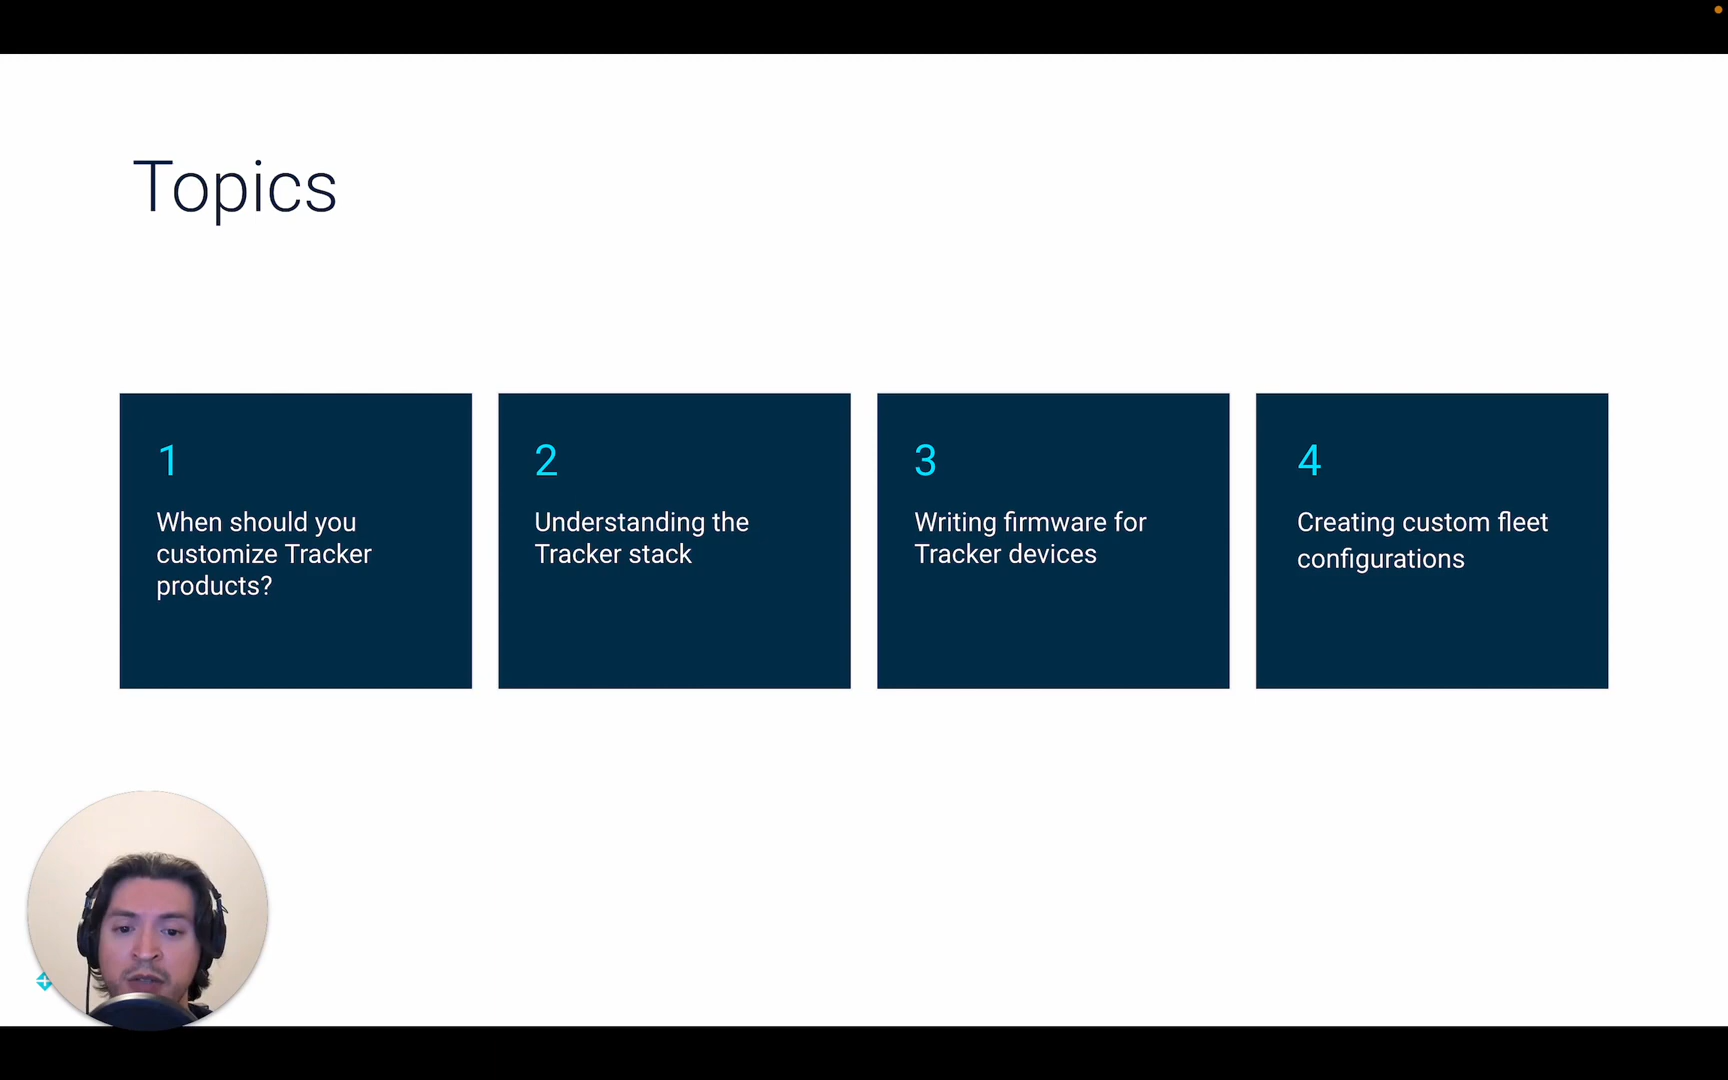 Topics
1
When should you
customize Tracker
products?
2
Understanding the
Tracker stack
3
Writing firmware for
Tracker devices
4
Creating custom fleet
configurations